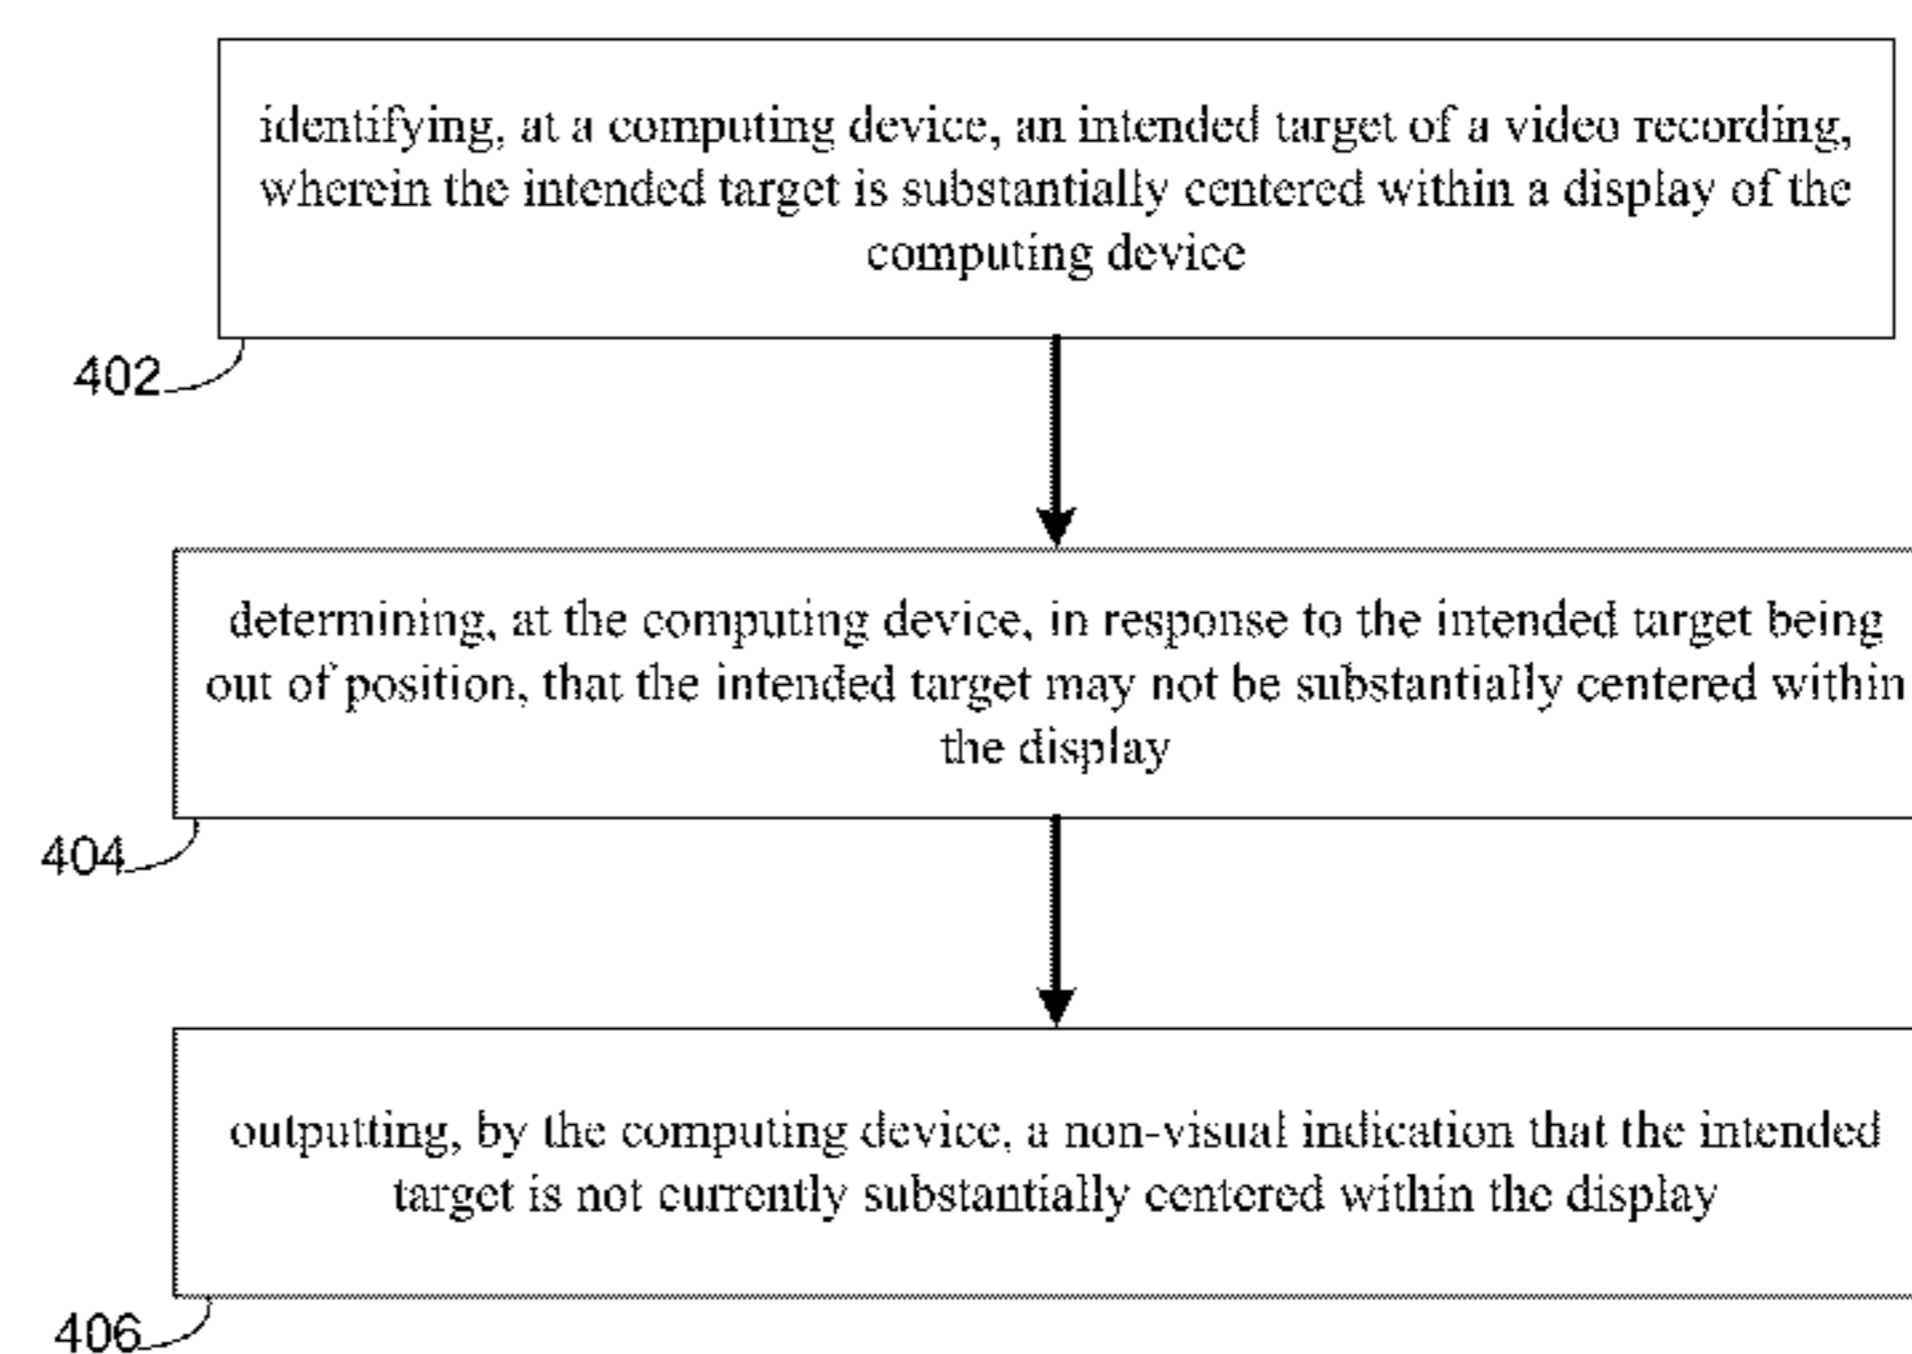 identifying, at a computing device, an intended target of a video recording,
wherein the intended target is substantially centered within a display of the
computing device
402
determining, at the computing device, in response to the intended target being
out of position, that the intended target may not be substantially centered within
the display
404
outputting, by the computing device, a non-visual indication that the intended
target is not currently substantially centered within the display
406